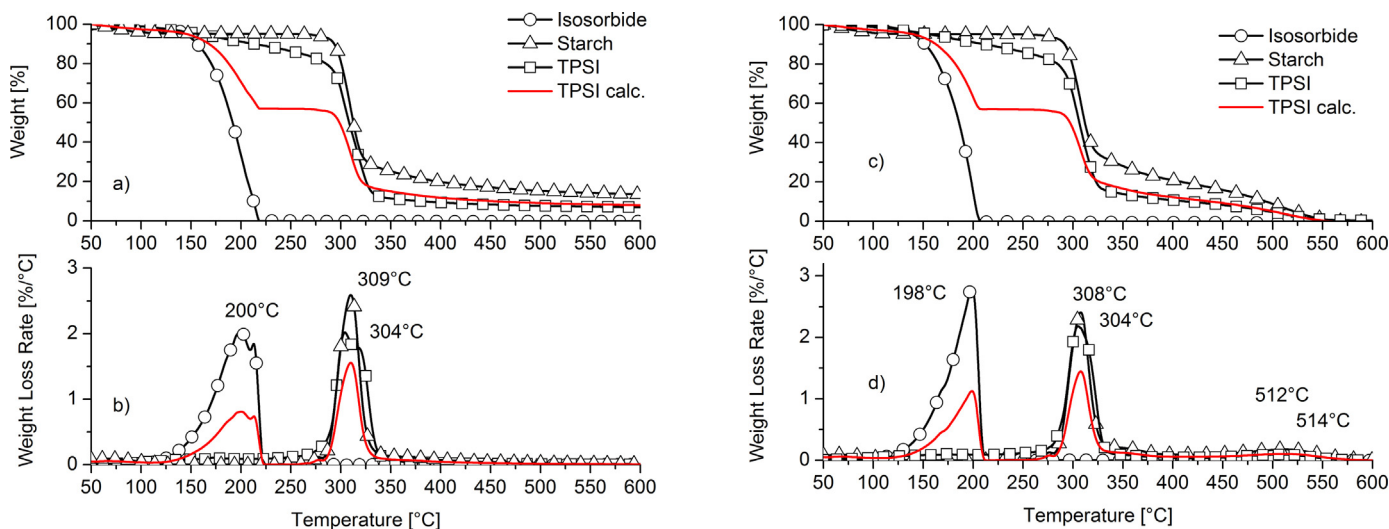 Weight [%]
100
80
60
40
20
0
Isosorbide
Starch
TPSI
TPSI calc.
a)
50 100 150 200 250 300 350 400 450 500 550 600
Weight Loss Rate [%/°C]
3
2
1
0
200°C
309°C
304°C
b)
50 100 150 200 250 300 350 400 450 500 550 600
Temperature [°C]
Weight [%]
100
80
60
40
20
0
Isosorbide
Starch
TPSI
TPSI calc.
c)
50 100 150 200 250 300 350 400 450 500 550 600
Weight Loss Rate [%/°C]
3
2
1
0
198°C
308°C
304°C
d)
512°C
514°C
50 100 150 200 250 300 350 400 450 500 550 600
Temperature [°C]